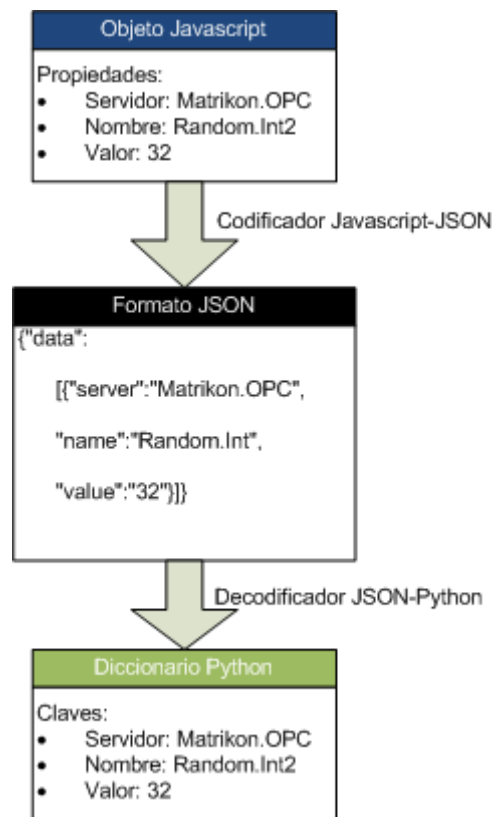 Objeto Javascript
Propiedades:
• Servidor: Matrikon.OPC
• Nombre: Random.Int2
• Valor: 32
Codificador Javascript-JSON
Formato JSON
{"data":
[{"server":"Matrikon.OPC",
"name":"Random.Int",
"value":"32"}]}
Decodificador JSON-Python
Diccionario Python
Claves:
• Servidor: Matrikon.OPC
• Nombre: Random.Int2
• Valor: 32